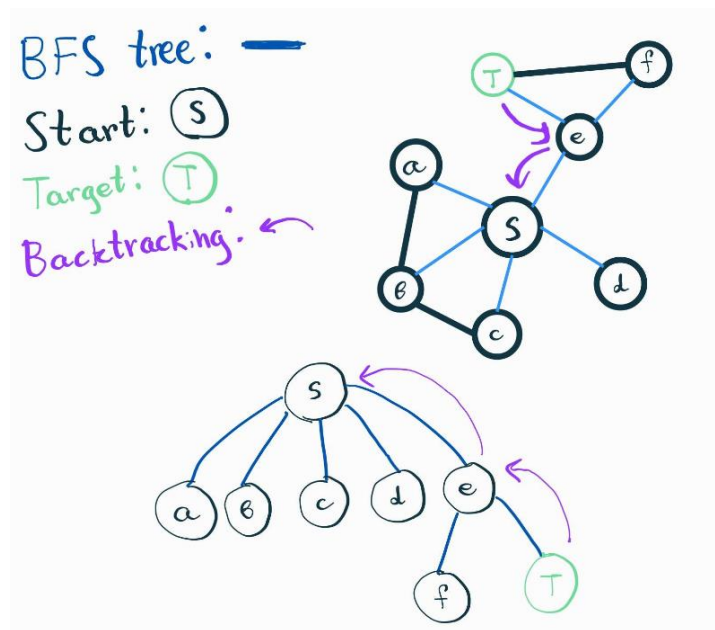 BFS tree:
Start: S
Target: T
Backtracking:
T f
e
a
S
B d
c
S
a B c d e
f T